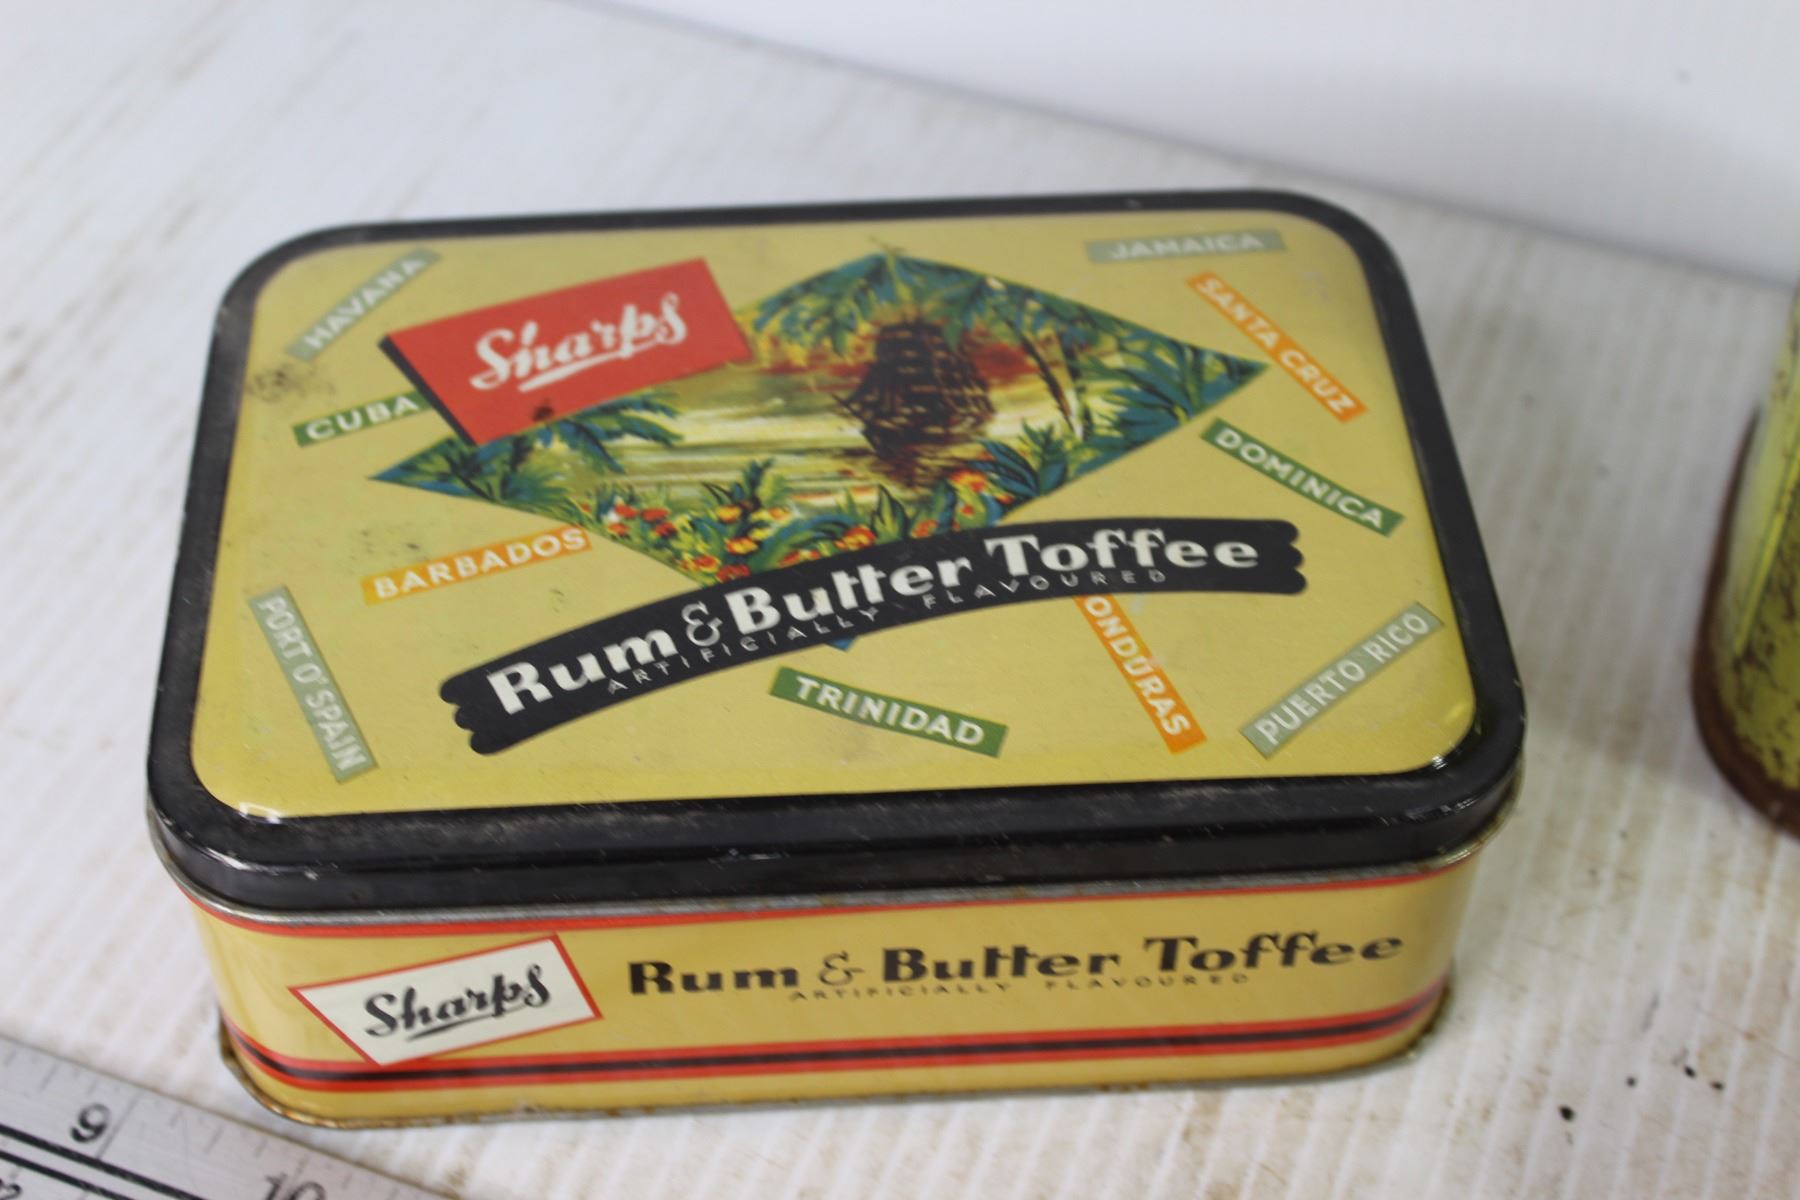 HAVANA
JAMAICA
Sharps
SANTA CRUZ
CUBA
DOMINICA
BARBADOS
Rum & Butter Toffee
ARTIFICIALLY FLAVOURED
PORT O' SPAIN
ONDURAS
PUERTO RICO
TRINIDAD
Sharps
Rum & Butter Toffee
ARTIFICIALLY FLAVOURED
9
10